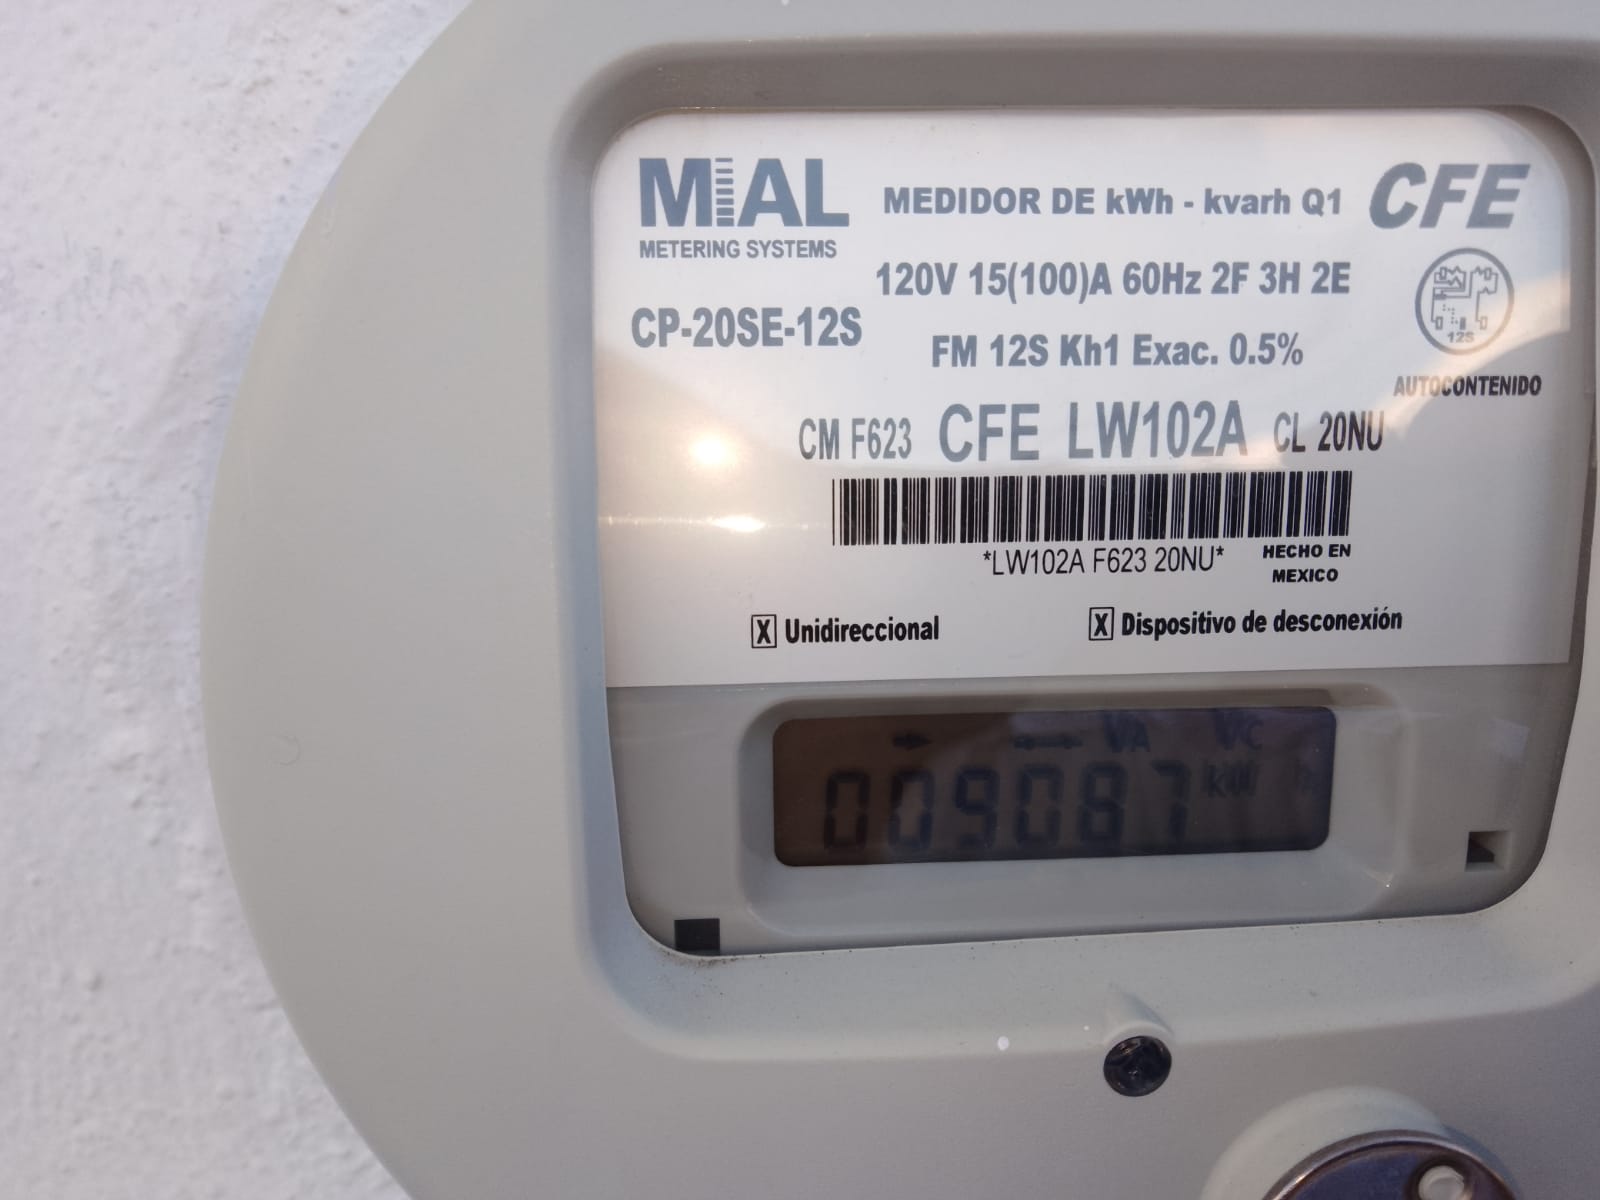 MIAL
METERING SYSTEMS
MEDIDOR DE kWh - kvarh Q1
CFE
120V 15(100)A 60Hz 2F 3H 2E
CP-20SE-12S
FM 12S Kh1 Exac. 0.5%
12S
AUTOCONTENIDO
CM F623 CFE LW102A CL 20NU
*LW102A F623 20NU*
HECHO EN
MEXICO
X Unidireccional
X Dispositivo de desconexión
VA VC
009087 kW